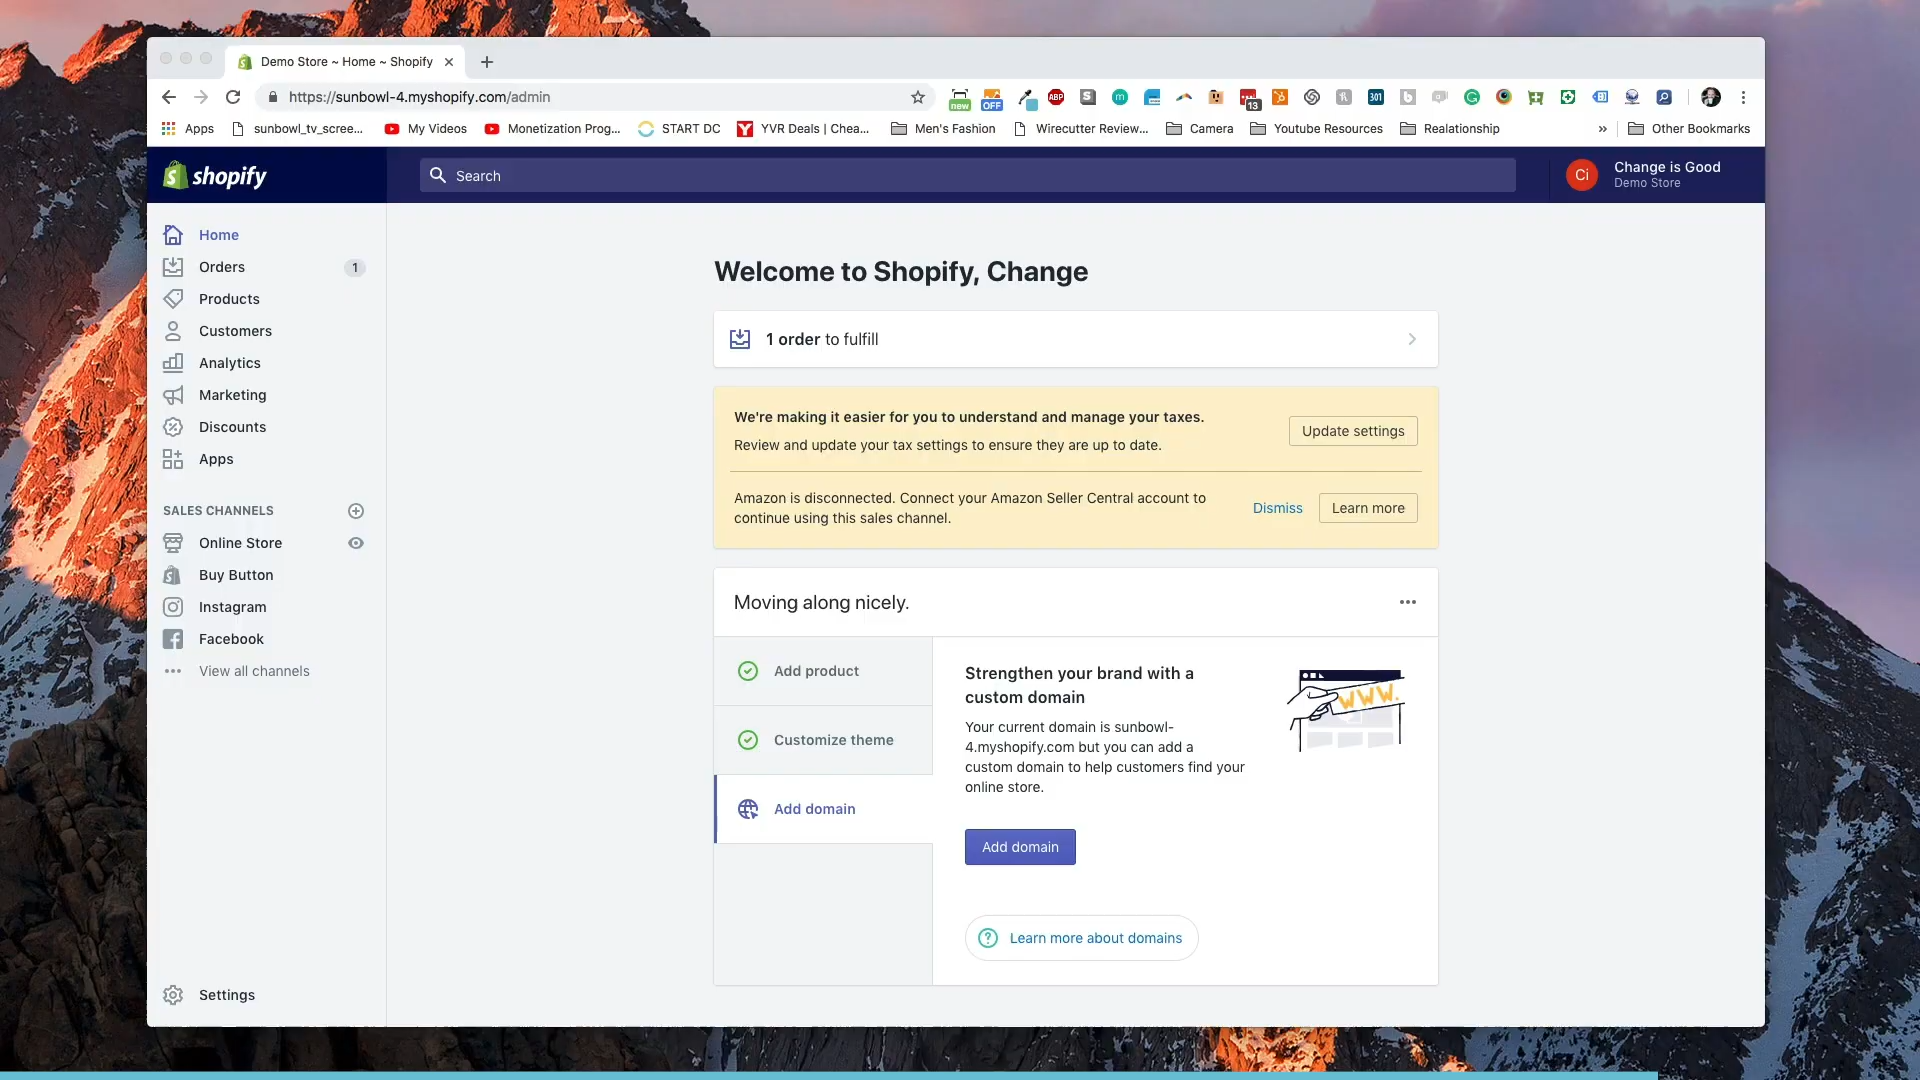 Demo Store ~ Home ~ Shopify
https://sunbowl-4.myshopify.com/admin
new
OFF
ABP
13
301
Apps
sunbowl_tv_scree...
My Videos
Monetization Prog...
START DC
YVR Deals | Chea...
Men's Fashion
Wirecutter Review...
Camera
Youtube Resources
Realationship
»
Other Bookmarks
shopify
Search
Ci
Change is Good
Demo Store
Home
Orders
1
Products
Customers
Analytics
Marketing
Discounts
Apps
SALES CHANNELS
Online Store
Buy Button
Instagram
Facebook
View all channels
Settings
Welcome to Shopify, Change
1 order to fulfill
We're making it easier for you to understand and manage your taxes.
Review and update your tax settings to ensure they are up to date.
Update settings
Amazon is disconnected. Connect your Amazon Seller Central account to
continue using this sales channel.
Dismiss
Learn more
Moving along nicely.
Add product
Customize theme
Add domain
Strengthen your brand with a
custom domain
Your current domain is sunbowl-
4.myshopify.com but you can add a
custom domain to help customers find your
online store.
WWW.
Add domain
Learn more about domains